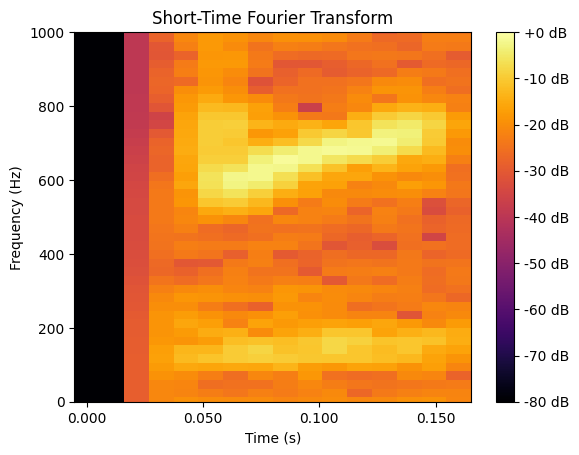 Short-Time Fourier Transform
1000
800
600
400
200
0
Frequency (Hz)
0.000
0.050
0.100
0.150
Time (s)
+0 dB
-10 dB
-20 dB
-30 dB
-40 dB
-50 dB
-60 dB
-70 dB
-80 dB